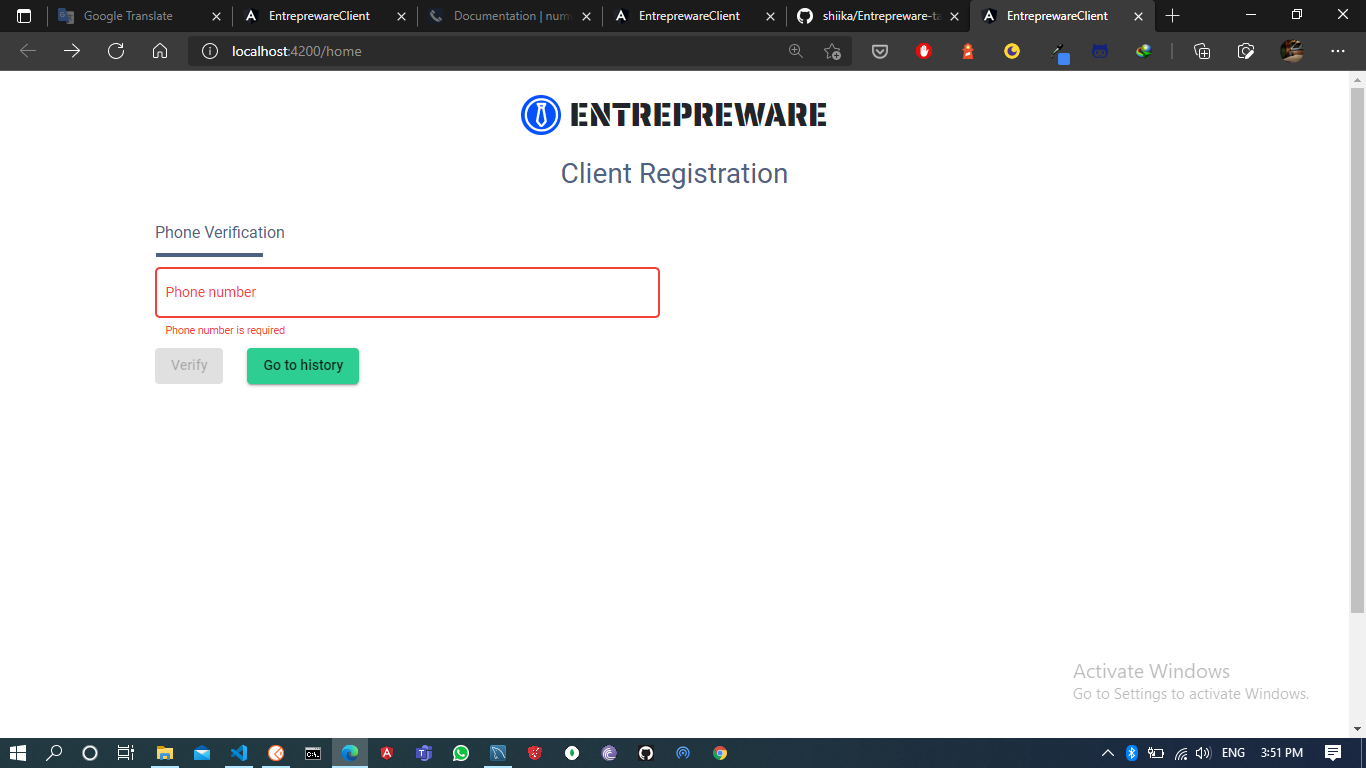 Google Translate
EntreprewareClient
Documentation | num
EntreprewareClient
shiika/Entrepreware-ta
EntreprewareClient
localhost:4200/home
ENTREPREWARE
Client Registration
Phone Verification
Phone number
Phone number is required
Verify
Go to history
Activate Windows
Go to Settings to activate Windows.
ENG
3:51 PM